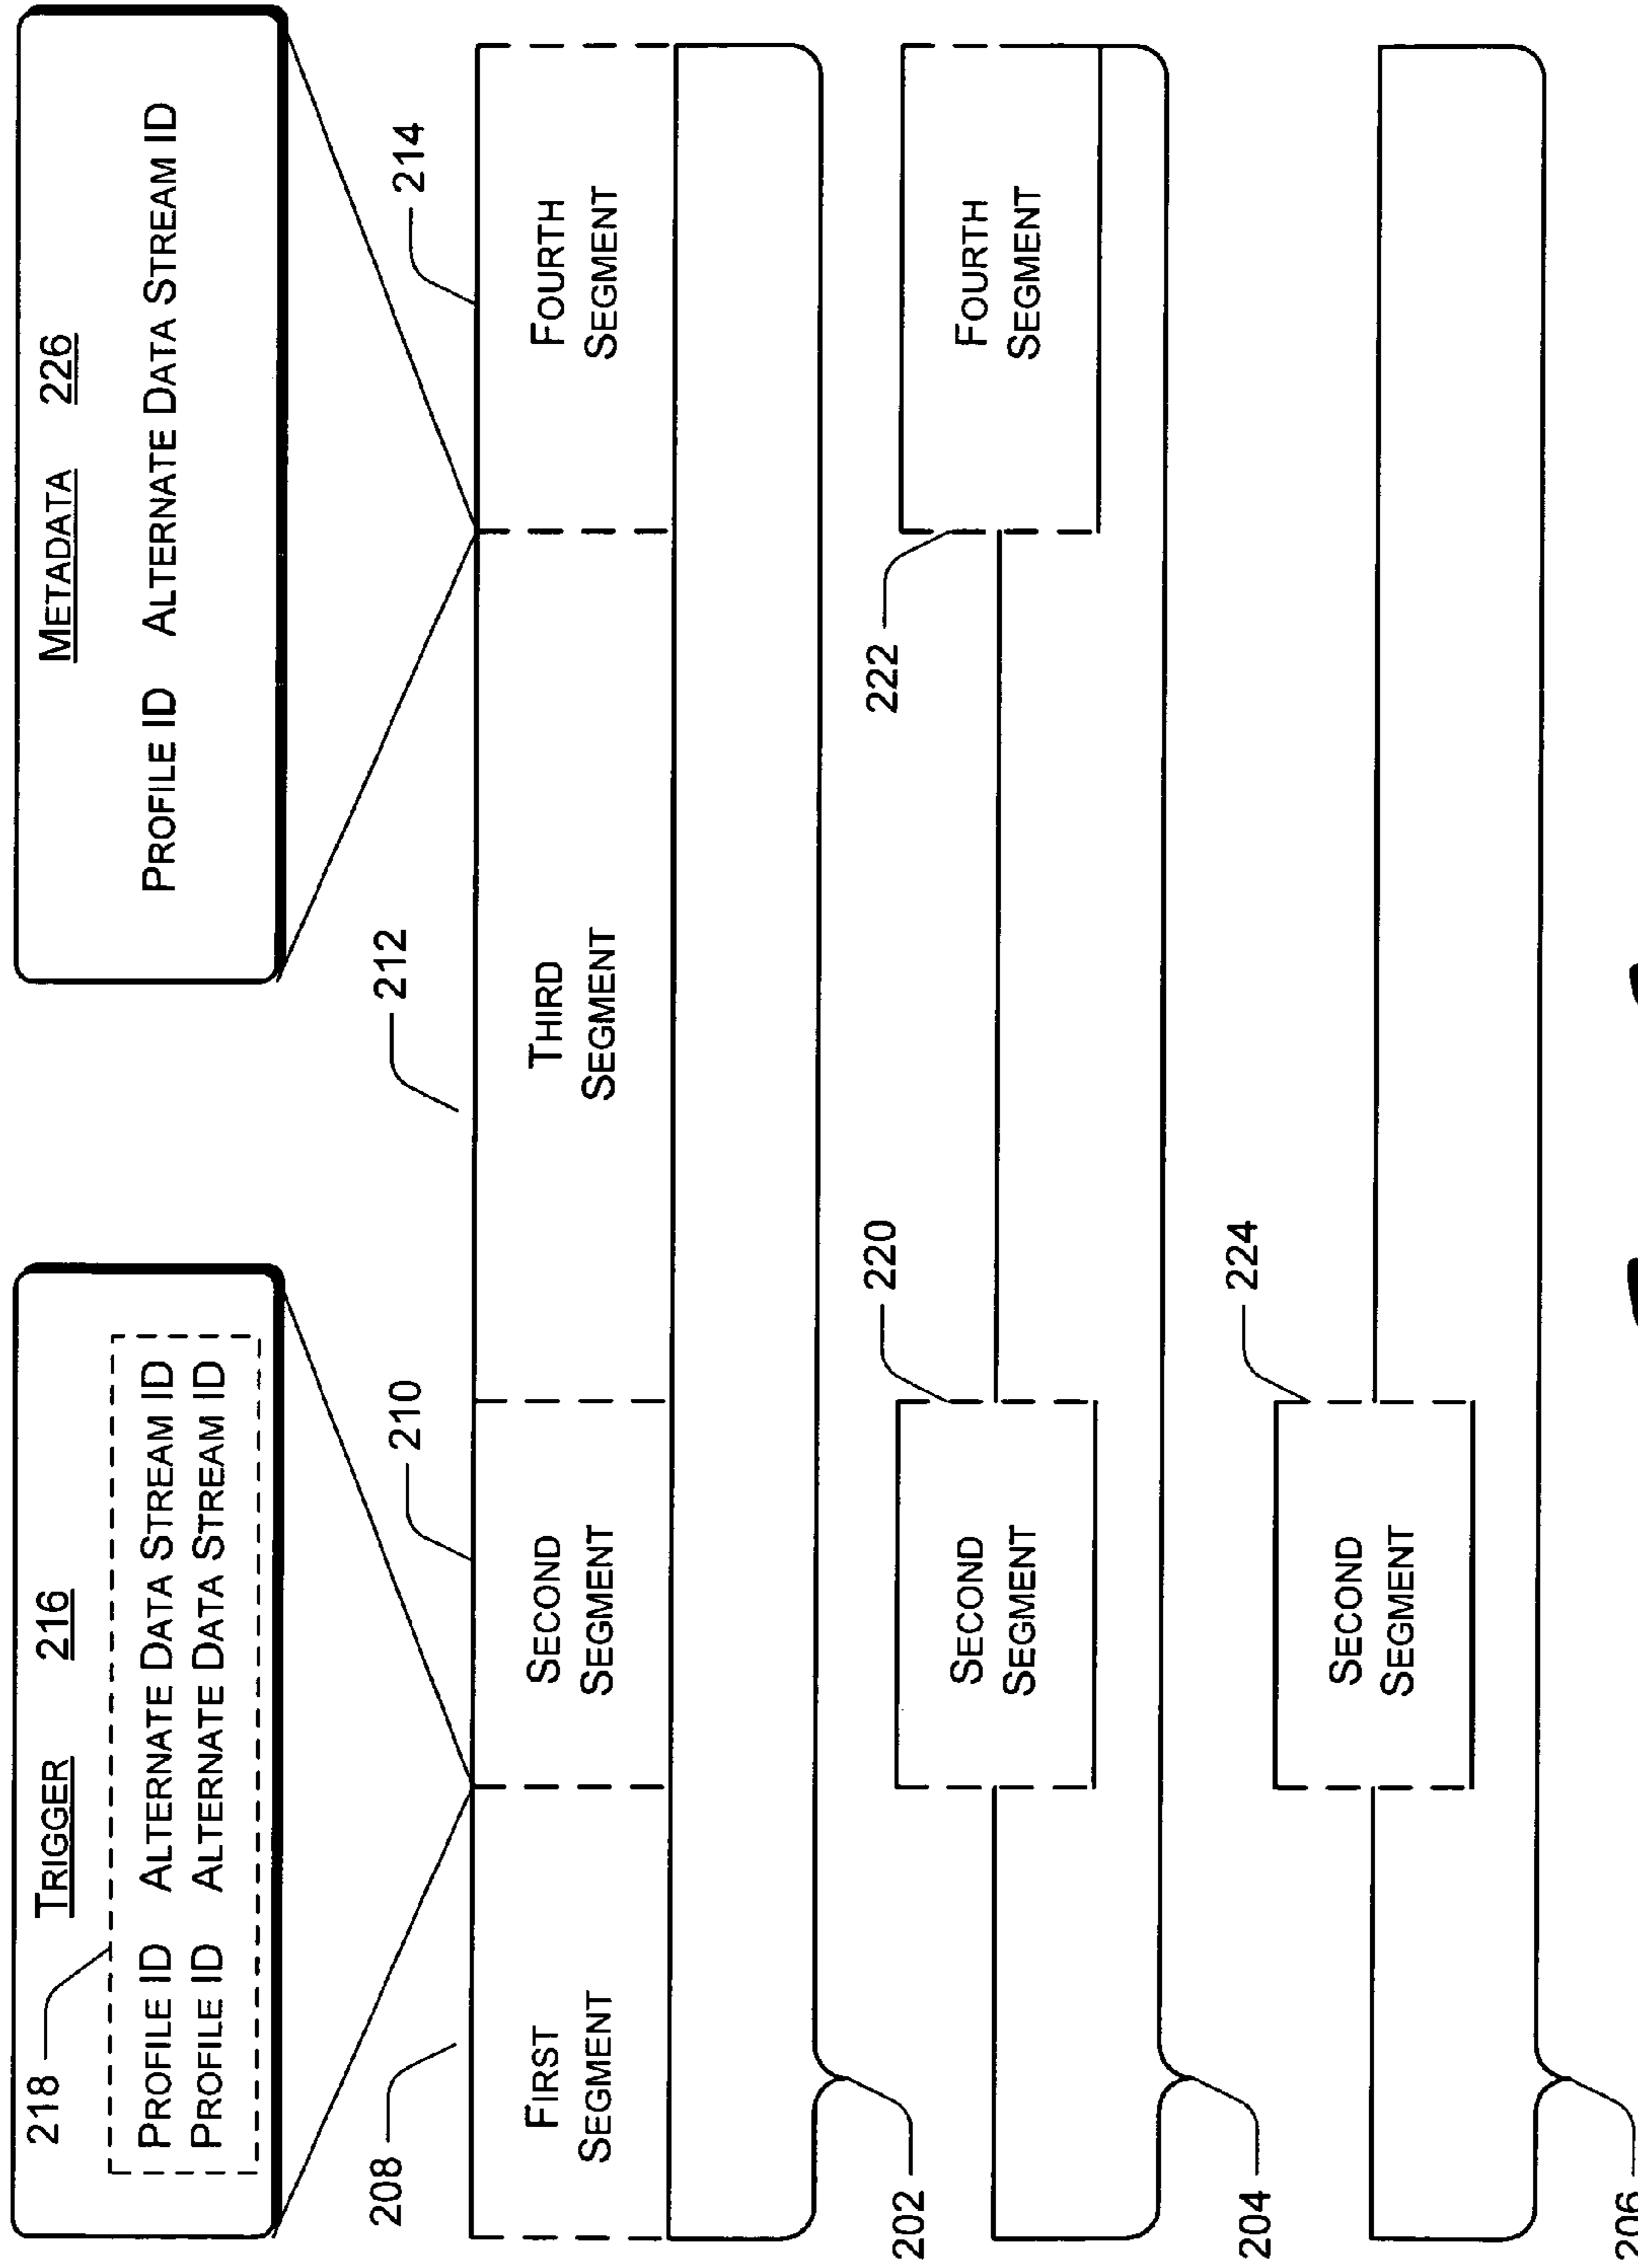 218
TRIGGER 216
PROFILE ID ALTERNATE DATA STREAM ID
PROFILE ID ALTERNATE DATA STREAM ID
METADATA 226
PROFILE ID ALTERNATE DATA STREAM ID
208
210
212
214
FIRST
SEGMENT
SECOND
SEGMENT
THIRD
SEGMENT
FOURTH
SEGMENT
202
220
222
SECOND
SEGMENT
FOURTH
SEGMENT
204
224
SECOND
SEGMENT
206